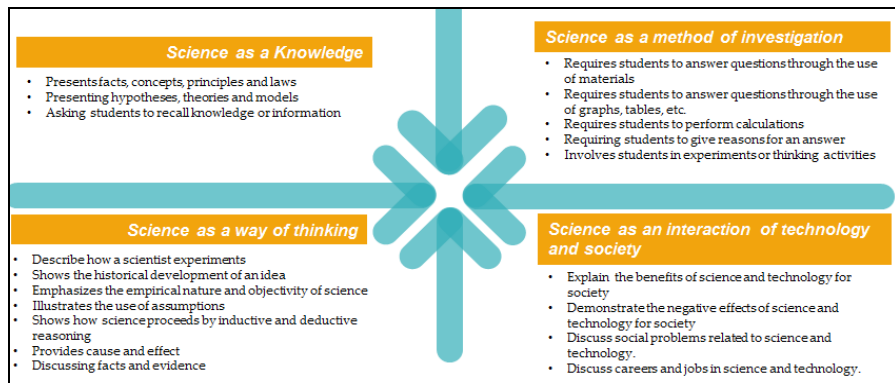 Science as a Knowledge
• Presents facts, concepts, principles and laws
• Presenting hypotheses, theories and models
• Asking students to recall knowledge or information
Science as a method of investigation
• Requires students to answer questions through the use
of materials
• Requires students to answer questions through the use
of graphs, tables, etc.
• Requires students to perform calculations
• Requiring students to give reasons for an answer
• Involves students in experiments or thinking activities
Science as a way of thinking
• Describe how a scientist experiments
• Shows the historical development of an idea
• Emphasizes the empirical nature and objectivity of science
• Illustrates the use of assumptions
• Shows how science proceeds by inductive and deductive
reasoning
• Provides cause and effect
• Discussing facts and evidence
Science as an interaction of technology
and society
• Explain the benefits of science and technology for
society
• Demonstrate the negative effects of science and
technology for society
• Discuss social problems related to science and
technology.
• Discuss careers and jobs in science and technology.